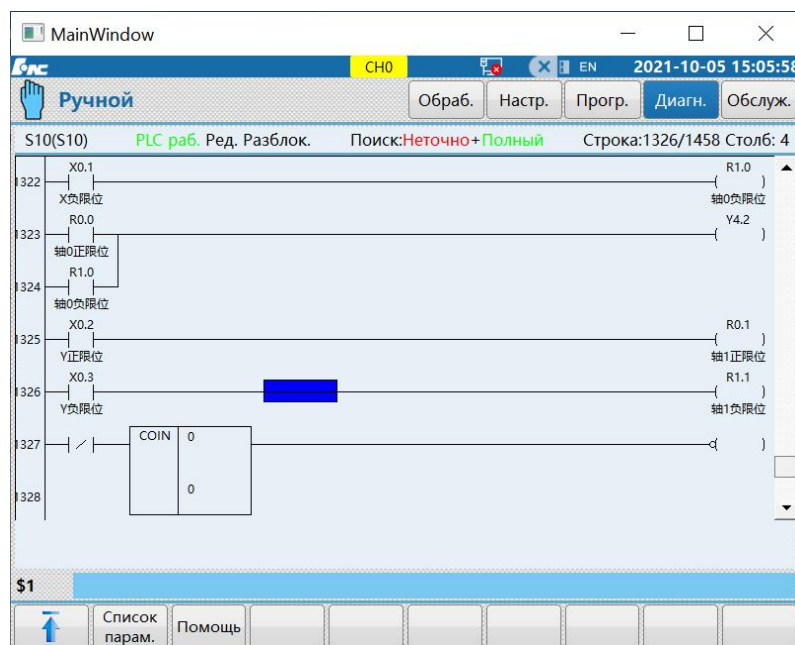 MainWindow
CH0 EN 2021-10-05 15:05:58
Ручной Обраб. Настр. Прогр. Диагн. Обслуж.
S10(S10) PLC раб. Ред. Разблок. Поиск:Неточно+Полный Строка:1326/1458 Столб: 4
X0.1 R1.0
1322 ( )
X负限位 轴0负限位
R0.0 Y4.2
1323 ( )
轴0正限位
R1.0
1324
轴0负限位
X0.2 R0.1
1325 ( )
Y正限位 轴1正限位
X0.3 R1.1
1326 ( )
Y负限位 轴1负限位
COIN 0
1327 ( )
1328 0
$1
Список парам. Помощь